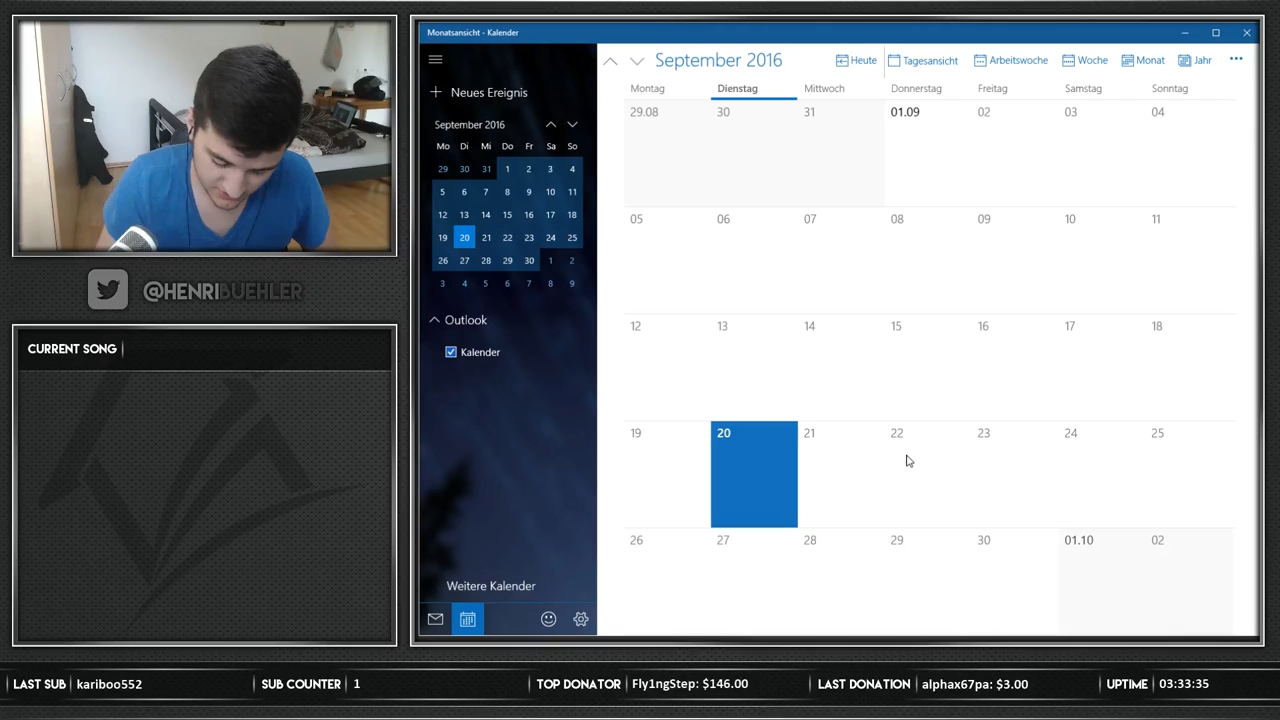 Monatsansicht - Kalender
September 2016
Heute
Tagesansicht
Arbeitswoche
Woche
Monat
Jahr
Neues Ereignis
September 2016
Mo Di Mi Do Fr Sa So
29 30 31 1 2 3 4
5 6 7 8 9 10 11
12 13 14 15 16 17 18
19 20 21 22 23 24 25
26 27 28 29 30 1 2
3 4 5 6 7 8 9
Outlook
Kalender
Weitere Kalender
Montag Dienstag Mittwoch Donnerstag Freitag Samstag Sonntag
29.08 30 31 01.09 02 03 04
05 06 07 08 09 10 11
12 13 14 15 16 17 18
19 20 21 22 23 24 25
26 27 28 29 30 01.10 02
@HENRIBUEHLER
CURRENT SONG
LAST SUB kariboo552
SUB COUNTER 1
TOP DONATOR Fly1ngStep: $146.00
LAST DONATION alphax67pa: $3.00
UPTIME 03:33:35